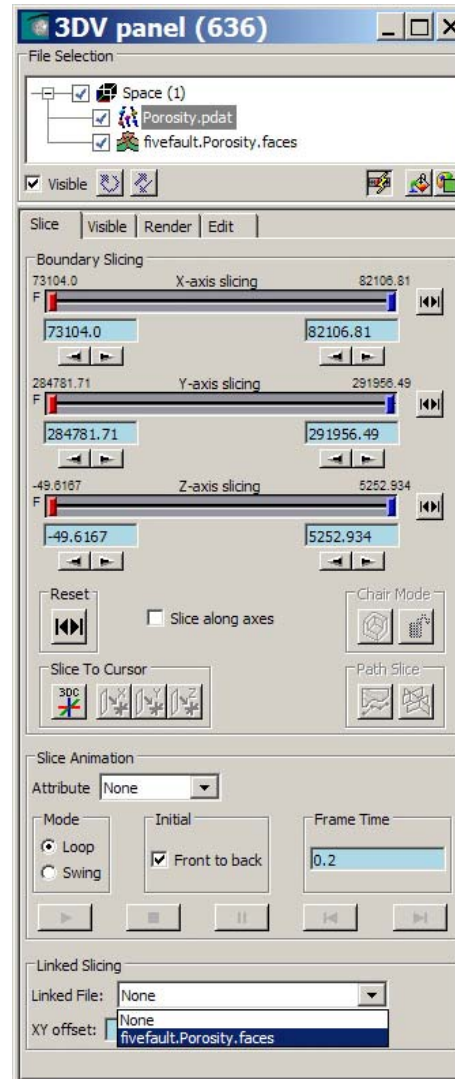 3DV panel (636)
File Selection
Space (1)
Porosity.pdat
fivefault.Porosity.faces
Visible
Slice Visible Render Edit
Boundary Slicing
73104.0 X-axis slicing 82106.81
F
73104.0 82106.81
284781.71 Y-axis slicing 291956.49
F
284781.71 291956.49
-49.6167 Z-axis slicing 5252.934
F
-49.6167 5252.934
Reset Chair Mode
Slice along axes
Slice To Cursor Path Slice
3DC X Y Z
Slice Animation
Attribute None
Mode Initial Frame Time
Loop
Front to back 0.2
Swing
Linked Slicing
Linked File: None
None
XY offset:
fivefault.Porosity.faces